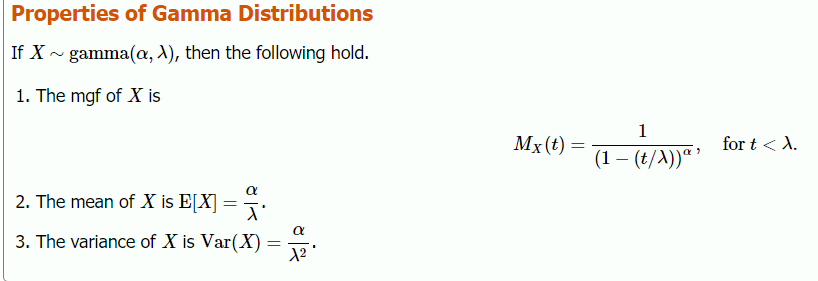 Properties of Gamma Distributions
If X ∼ gamma(α, λ), then the following hold.
1. The mgf of X is
M_X(t) = 1/(1 − (t/λ))^α, for t < λ.
2. The mean of X is E[X] = α/λ.
3. The variance of X is Var(X) = α/λ².